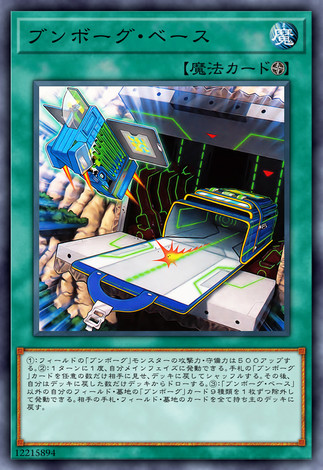 ブンボーグ・ベース
魔
【魔法カード】
①:フィールドの「ブンボーグ」モンスターの攻撃力・守備力は500アップす
る。②:1ターンに1度、自分メインフェイズに発動できる。手札の「ブンボーグ」
カードを任意の数だけ相手に見せ、デッキに戻してシャッフルする。その後、
自分はデッキに戻した数だけデッキからドローする。③:「ブンボーグ・ベース」
以外の自分のフィールド・墓地の「ブンボーグ」カード9種類を1枚ずつ除外し
て発動できる。相手の手札・フィールド・墓地のカードを全て持ち主のデッキに
戻す。
12215894